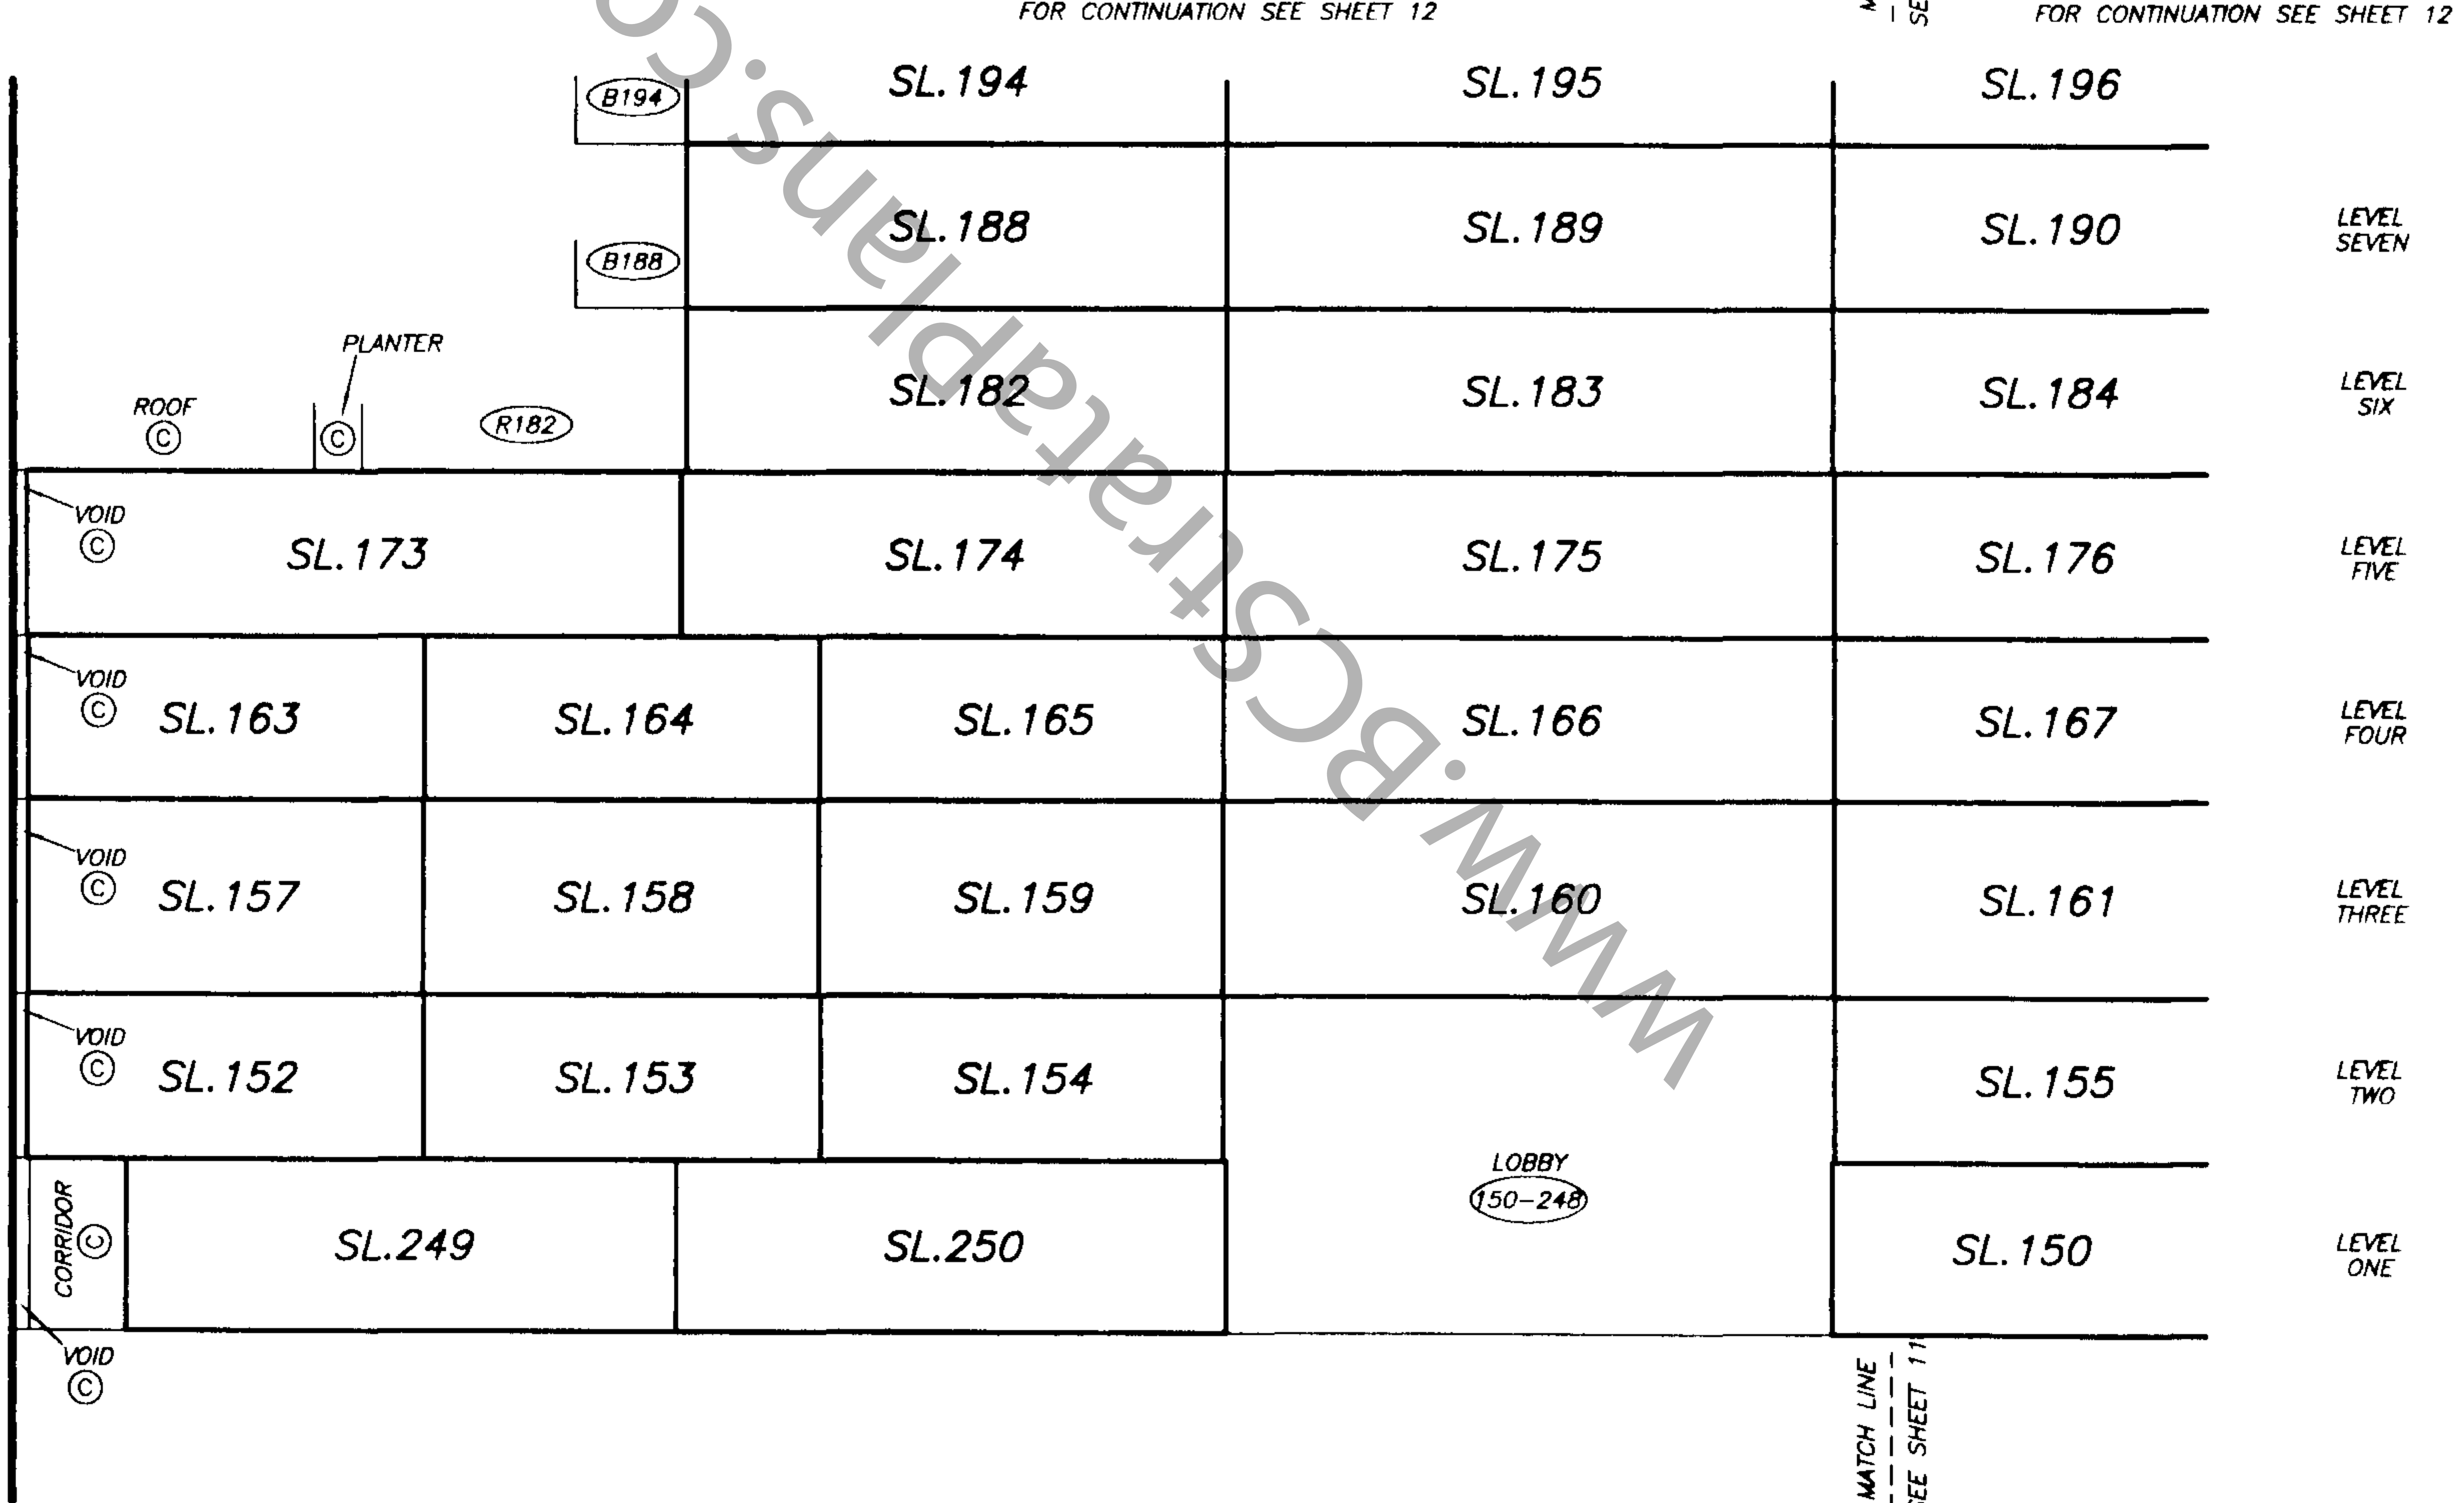 FOR CONTINUATION SEE SHEET 12
FOR CONTINUATION SEE SHEET 12
B194
SL.194
SL.195
SL.196
B188
SL.188
SL.189
SL.190
LEVEL
SEVEN
PLANTER
ROOF
C
C
R182
SL.182
SL.183
SL.184
LEVEL
SIX
VOID
C
SL.173
SL.174
SL.175
SL.176
LEVEL
FIVE
VOID
C
SL.163
SL.164
SL.165
SL.166
SL.167
LEVEL
FOUR
VOID
C
SL.157
SL.158
SL.159
SL.160
SL.161
LEVEL
THREE
VOID
C
SL.152
SL.153
SL.154
SL.155
LEVEL
TWO
LOBBY
150-248
CORRIDOR
C
SL.249
SL.250
SL.150
LEVEL
ONE
VOID
C
MATCH LINE
SEE SHEET 11
www.BCStrataplans.co